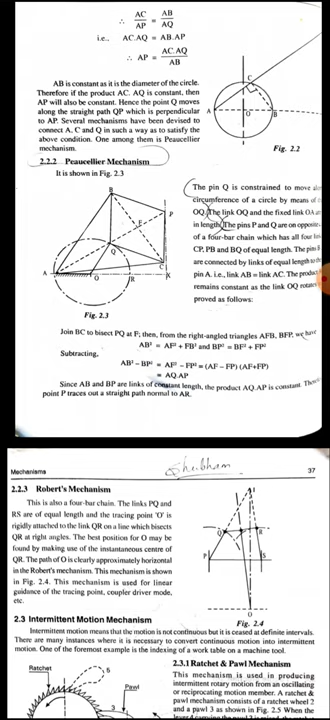 ∴ AC/AP = AB/AQ
i.e., AC.AQ = AB.AP
∴ AP = AC.AQ/AB
AB is constant as it is the diameter of the circle.
Therefore if the product AC. AQ is constant, then
AP will also be constant. Hence the point Q moves
along the straight path QP which is perpendicular
to AP. Several mechanisms have been devised to
connect A, C and Q in such a way as to satisfy the
above condition. One among them is Peaucellier
mechanism.
C
A
O
B
Fig. 2.2
2.2.2 Peaucellier Mechanism
It is shown in Fig. 2.3
B
P
F
Q
C
A
O
R
K
Fig. 2.3
The pin Q is constrained to move
circumference of a circle by means of
OQ. The link OQ and the fixed link OA
in length. The pins P and Q are on opposite
of a four-bar chain which has all four
CP, PB and BQ of equal length. The pins
are connected by links of equal length to the
pin A. i.e., link AB = link AC. The product
remains constant as the link OQ rotates
proved as follows:
Join BC to bisect PQ at F; then, from the right-angled triangles AFB, BFP, we have
AB² = AF² + FB² and BP² = BF² + FP²
Subtracting,
AB² – BP² = AF² – FP² = (AF – FP) (AF+FP)
= AQ.AP
Since AB and BP are links of constant length, the product AQ.AP is constant.
point P traces out a straight path normal to AR.
Mechanisms
Shubham
37
2.2.3 Robert's Mechanism
This is also a four-bar chain. The links PQ and
RS are of equal length and the tracing point 'O' is
rigidly attached to the link QR on a line which bisects
QR at right angles. The best position for O may be
found by making use of the instantaneous centre of
QR. The path of O is clearly approximately horizontal
in the Robert's mechanism. This mechanism is shown
in Fig. 2.4. This mechanism is used for linear
guidance of the tracing point, coupler driver mode,
etc.
I
Q
R
P
S
O
Fig. 2.4
2.3 Intermittent Motion Mechanism
Intermittent motion means that the motion is not continuous but it is ceased at definite intervals.
There are many instances where it is necessary to convert continuous motion into intermittent
motion. One of the foremost example is the indexing of a work table on a machine tool.
Ratchet
5
Pawl
3
2.3.1 Ratchet & Pawl Mechanism
This mechanism is used in producing
intermittent rotary motion from an oscillating
or reciprocating motion member. A ratchet &
pawl mechanism consists of a ratchet wheel 2
and a pawl 3 as shown in Fig. 2.5 When the